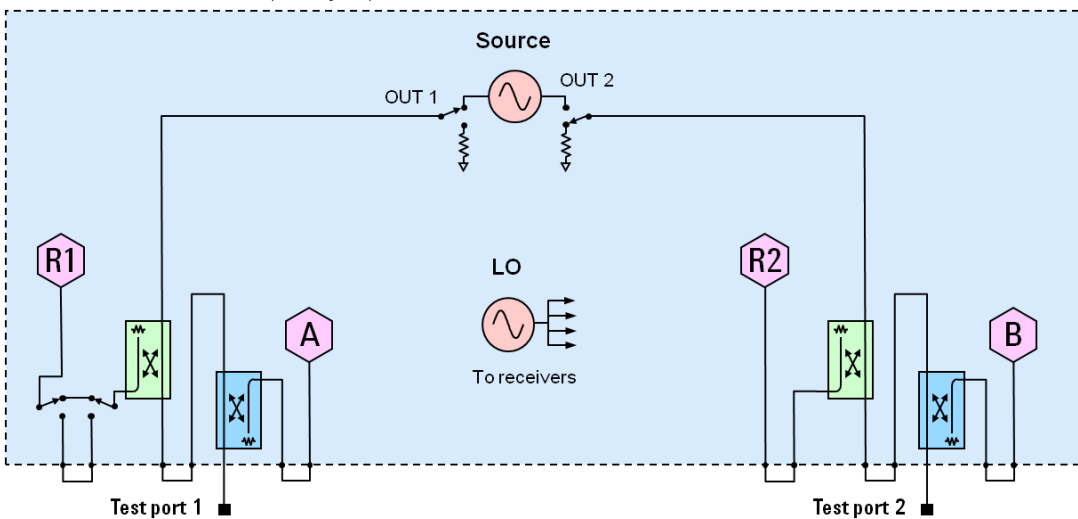 Source
OUT 1
OUT 2
R1
R2
LO
A
B
To receivers
Test port 1
Test port 2